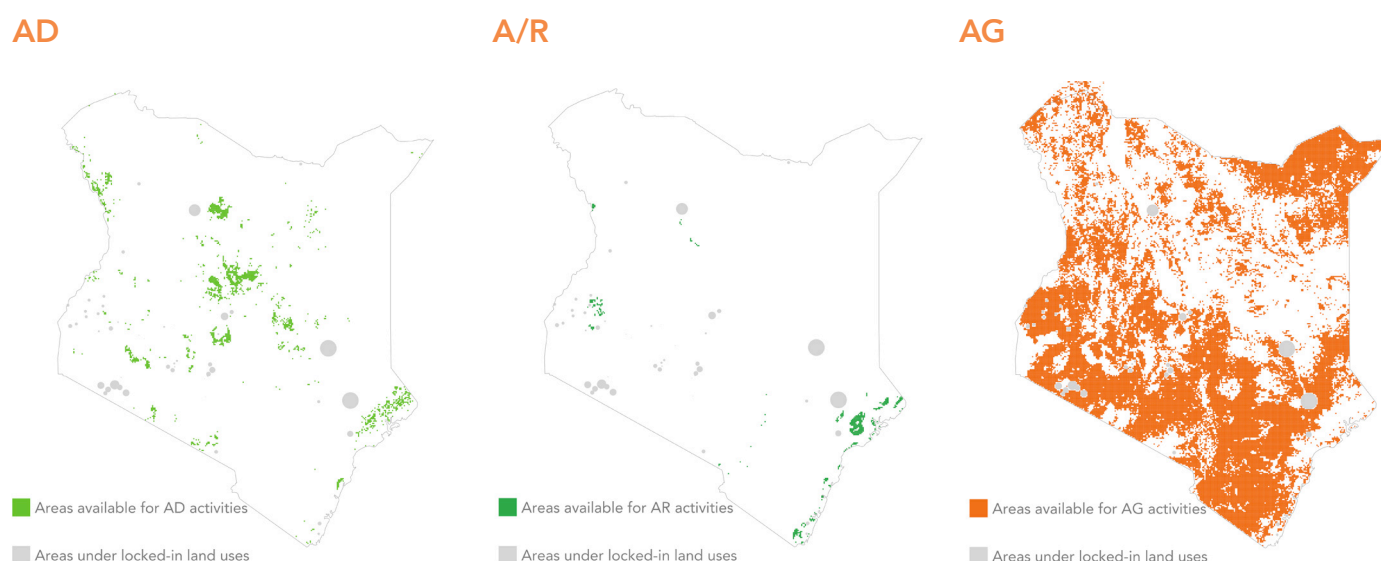 AD
A/R
AG
Areas available for AD activities
Areas under locked-in land uses
Areas available for AR activities
Areas under locked-in land uses
Areas available for AG activities
Areas under locked-in land uses